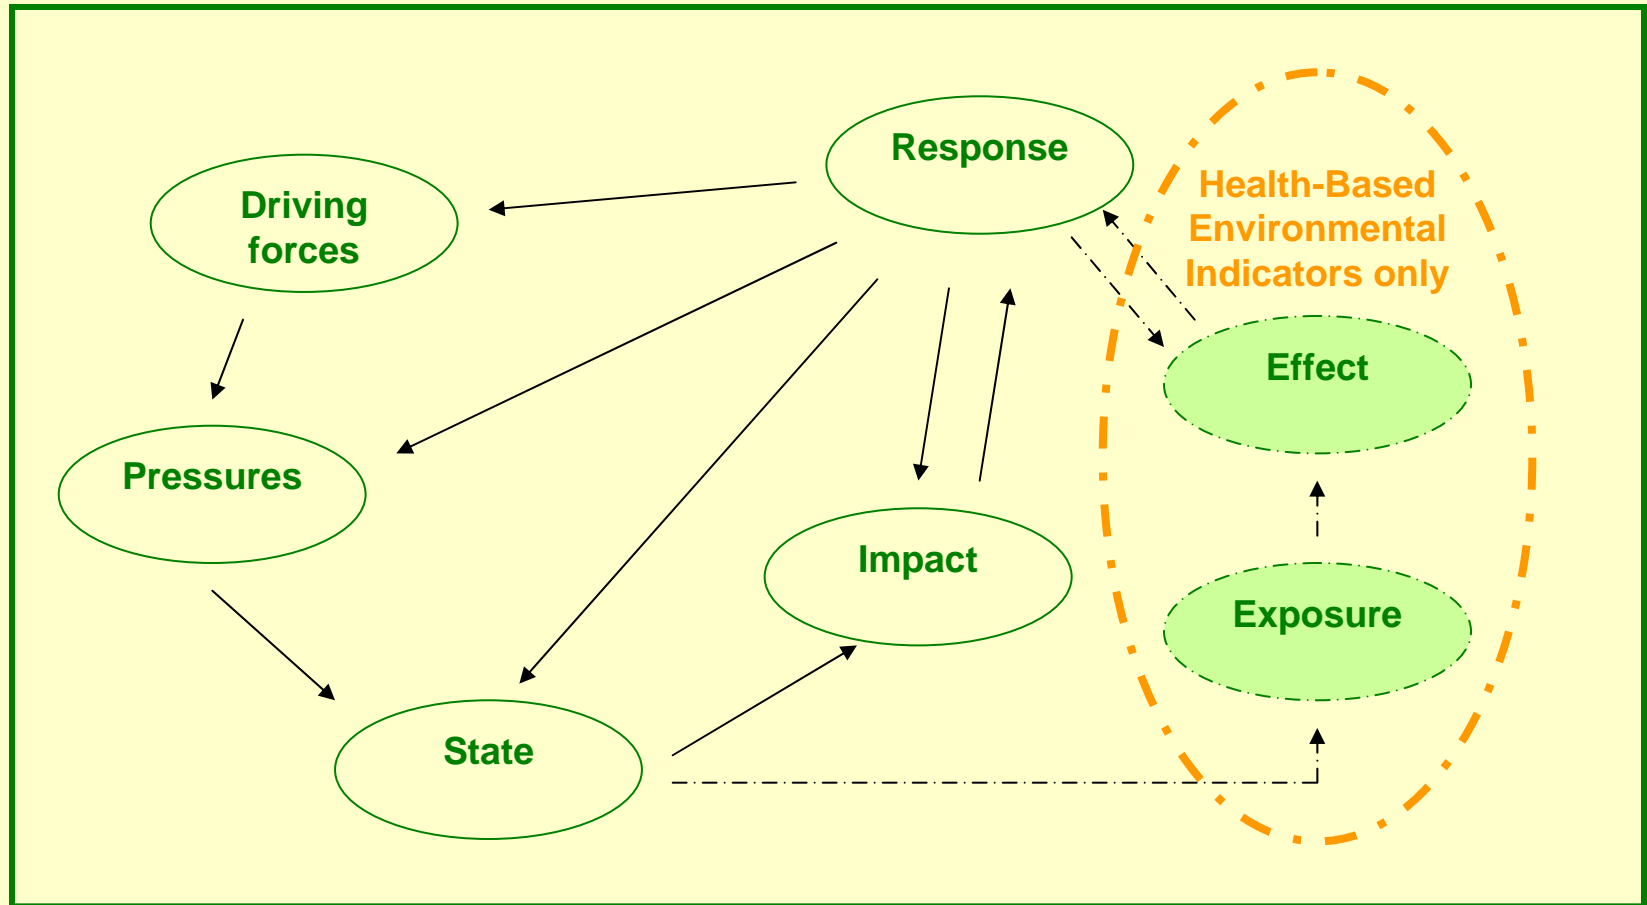 Response
Driving
forces
Health-Based
Environmental
Indicators only
Effect
Pressures
Impact
Exposure
State